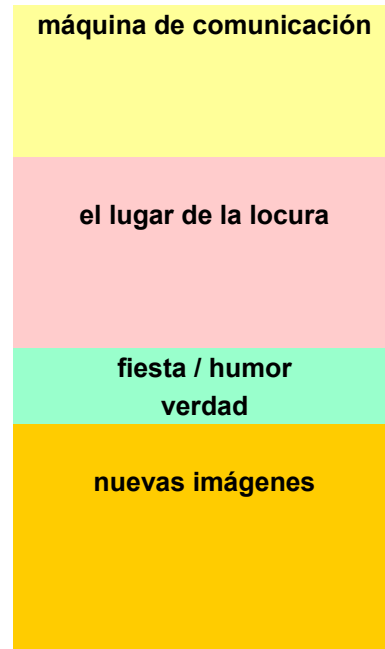 máquina de comunicación
el lugar de la locura
fiesta / humor
verdad
nuevas imágenes